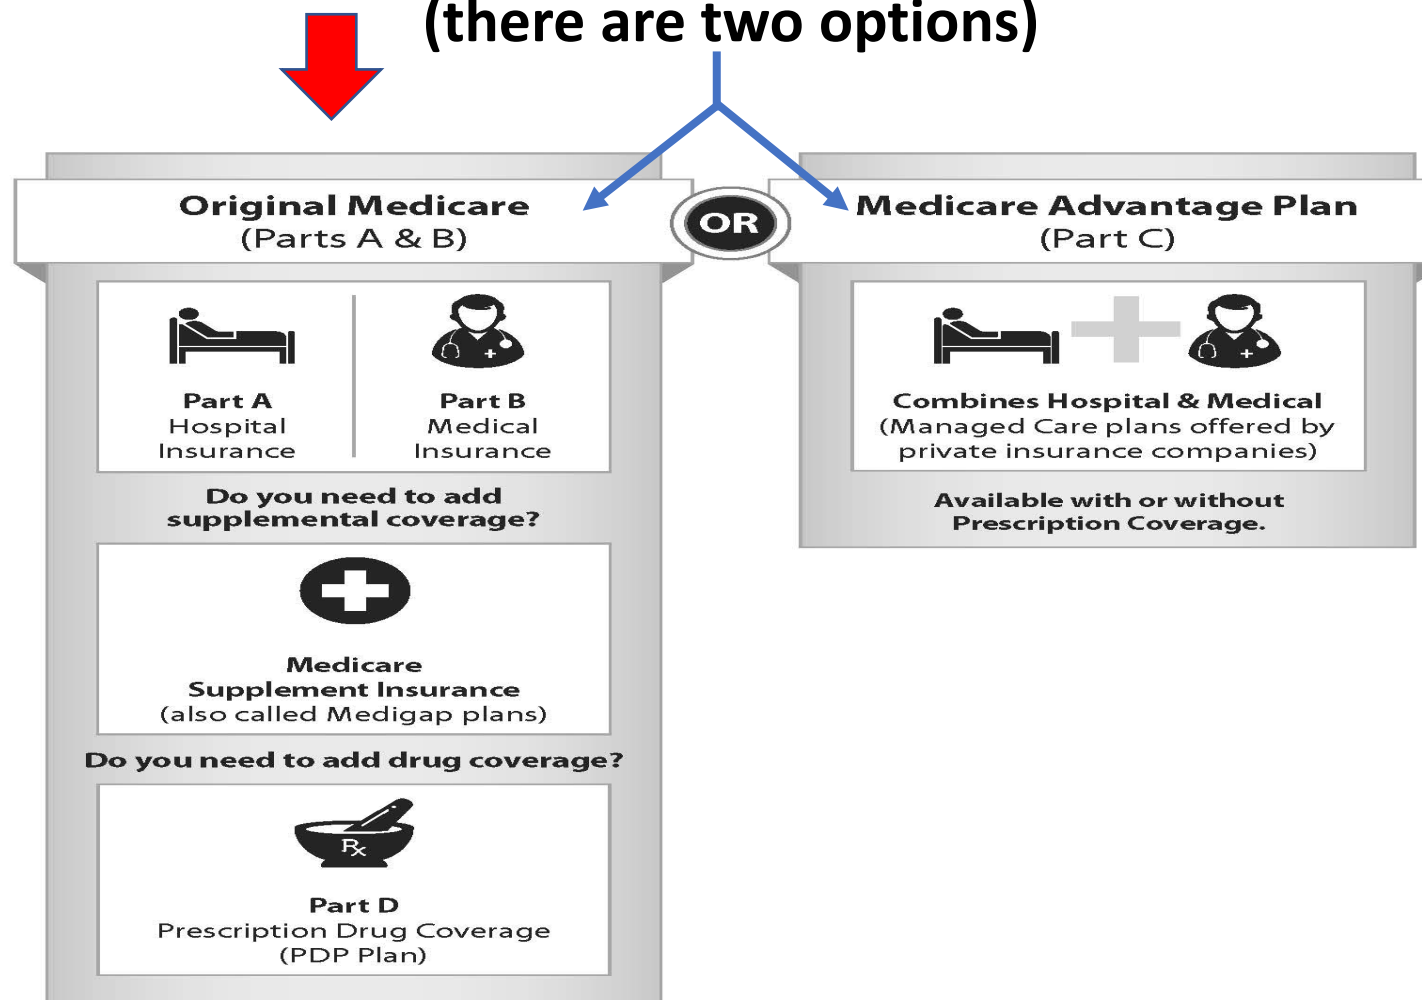 (there are two options)
Original Medicare
(Parts A & B)
OR
Medicare Advantage Plan
(Part C)
Part A
Hospital
Insurance
Part B
Medical
Insurance
Do you need to add
supplemental coverage?
Medicare
Supplement Insurance
(also called Medigap plans)
Do you need to add drug coverage?
Rx
Part D
Prescription Drug Coverage
(PDP Plan)
Combines Hospital & Medical
(Managed Care plans offered by
private insurance companies)
Available with or without
Prescription Coverage.